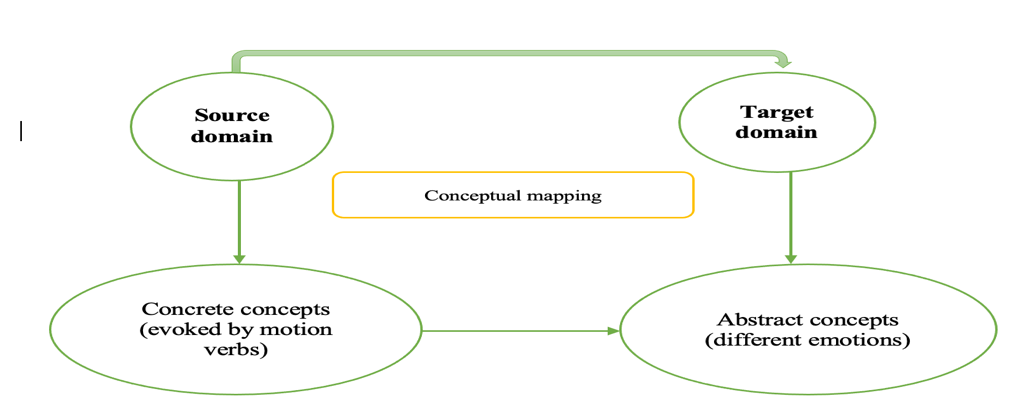 Source
domain
Target
domain
Conceptual mapping
Concrete concepts
(evoked by motion
verbs)
Abstract concepts
(different emotions)